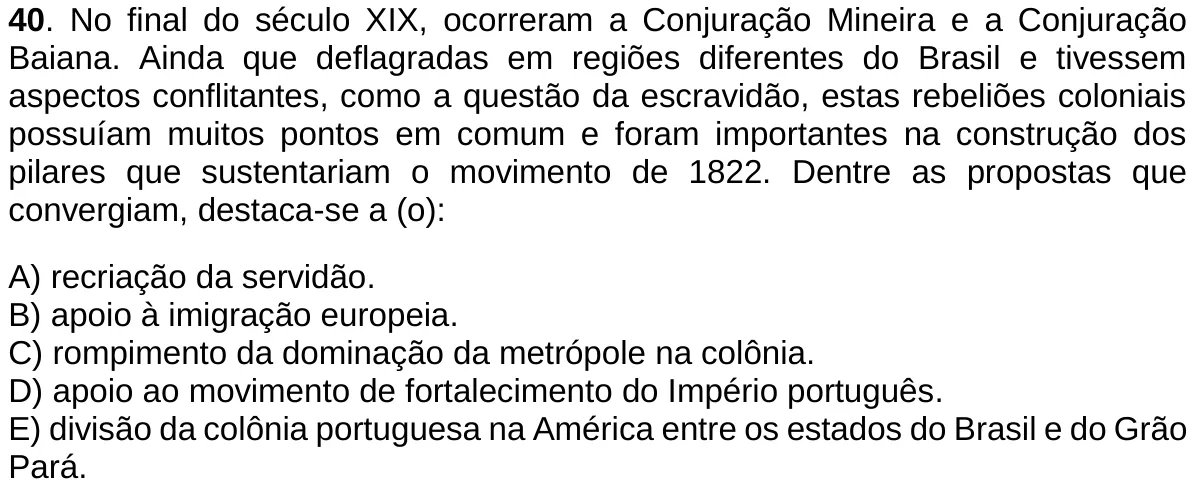 40. No final do século XIX, ocorreram a Conjuração Mineira e a Conjuração
Baiana. Ainda que deflagradas em regiões diferentes do Brasil e tivessem
aspectos conflitantes, como a questão da escravidão, estas rebeliões coloniais
possuíam muitos pontos em comum e foram importantes na construção dos
pilares que sustentariam o movimento de 1822. Dentre as propostas que
convergiam, destaca-se a (o):
A) recriação da servidão.
B) apoio à imigração europeia.
C) rompimento da dominação da metrópole na colônia.
D) apoio ao movimento de fortalecimento do Império português.
E) divisão da colônia portuguesa na América entre os estados do Brasil e do Grão
Pará.